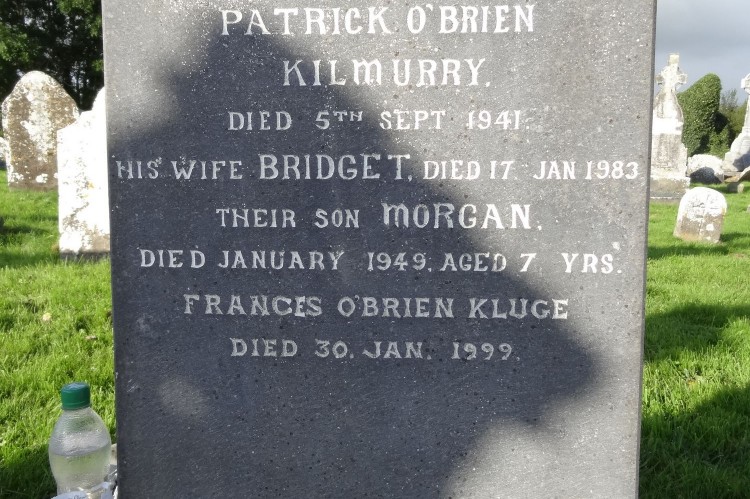 PATRICK O'BRIEN
KILMURRY.
DIED 5TH SEPT 1941.
HIS WIFE BRIDGET, DIED 17. JAN 1983
THEIR SON MORGAN.
DIED JANUARY 1949. AGED 7 YRS.
FRANCES O'BRIEN KLUGE
DIED 30. JAN. 1999.